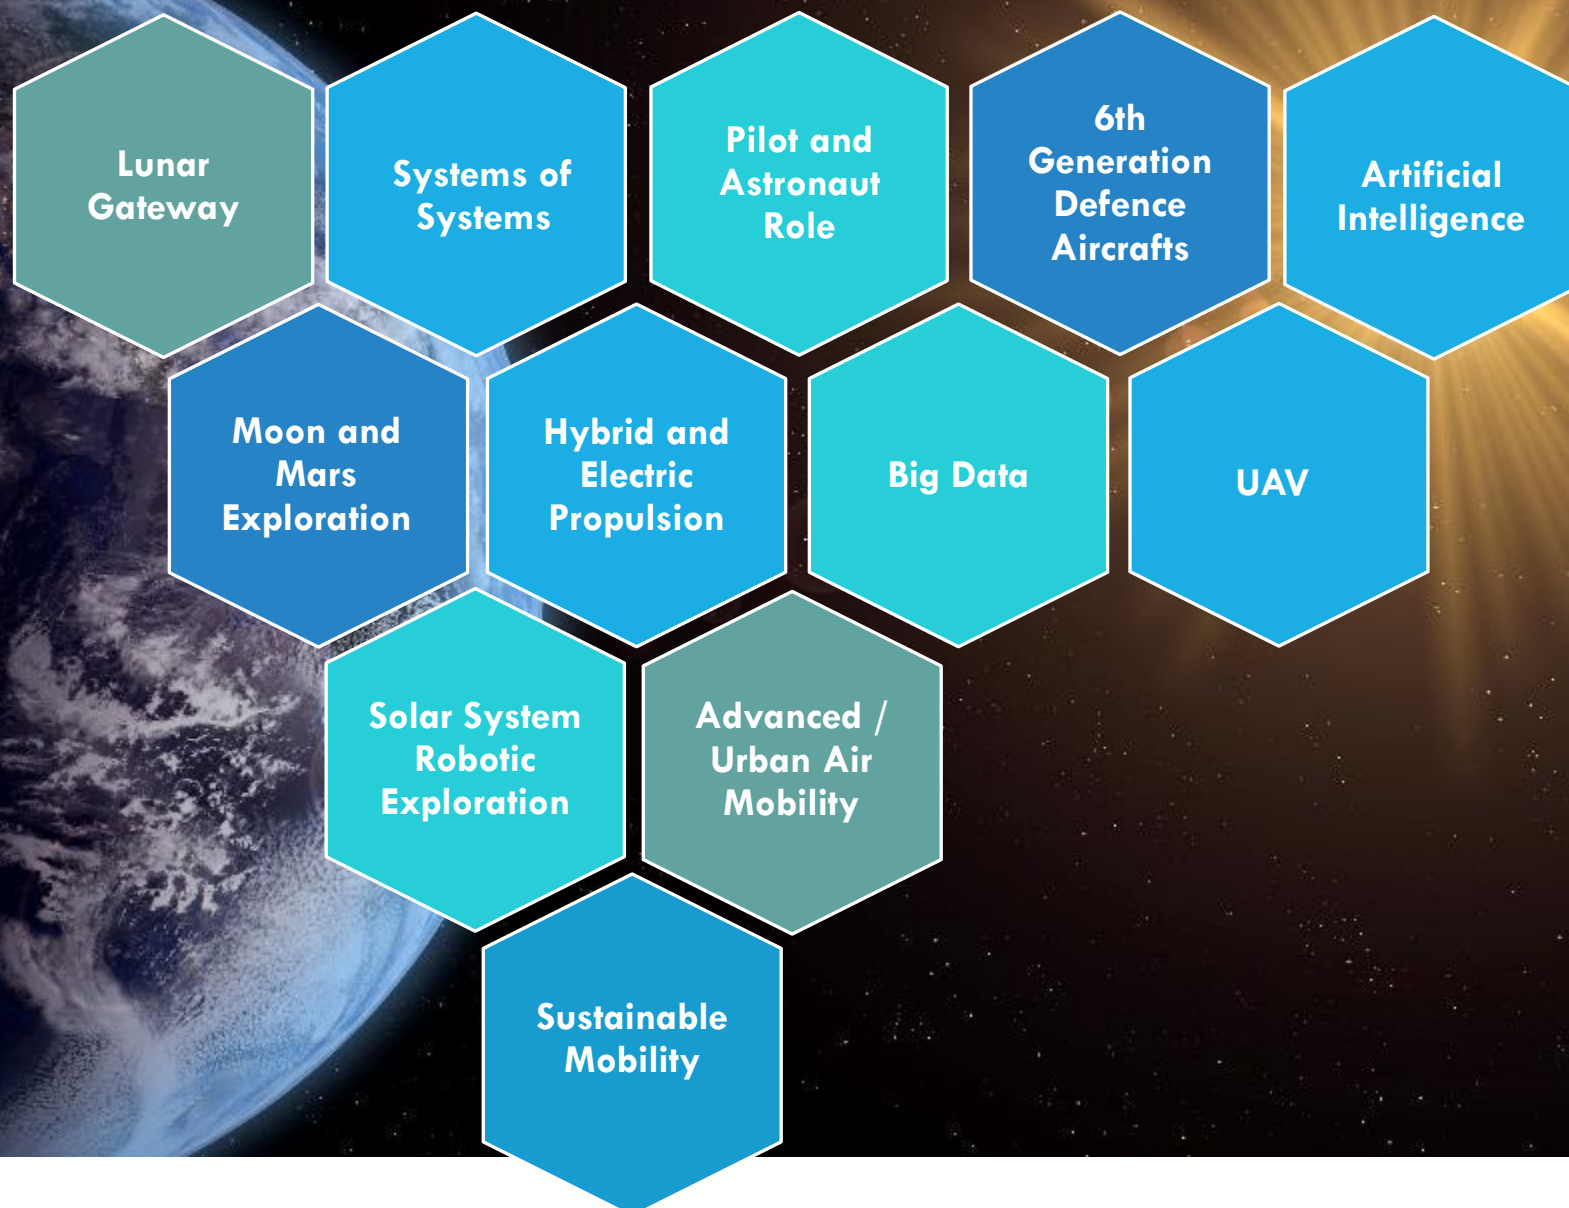 Lunar
Gateway
Systems of
Systems
Pilot and
Astronaut
Role
6th
Generation
Defence
Aircrafts
Artificial
Intelligence
Moon and
Mars
Exploration
Hybrid and
Electric
Propulsion
Big Data
UAV
Solar System
Robotic
Exploration
Advanced /
Urban Air
Mobility
Sustainable
Mobility